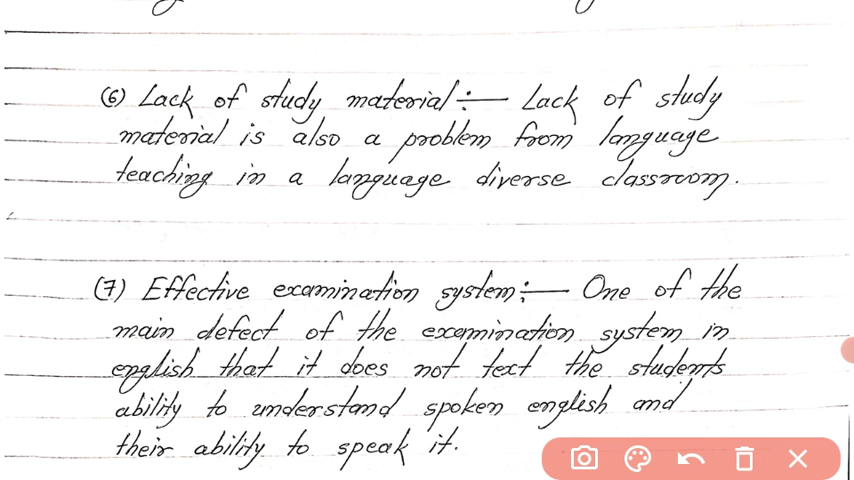 (6) Lack of study material :— Lack of study
material is also a problem from language
teaching in a language diverse classroom.
(7) Effective examination system :— One of the
main defect of the examination system in
english that it does not text the students
ability to understand spoken english and
their ability to speak it.